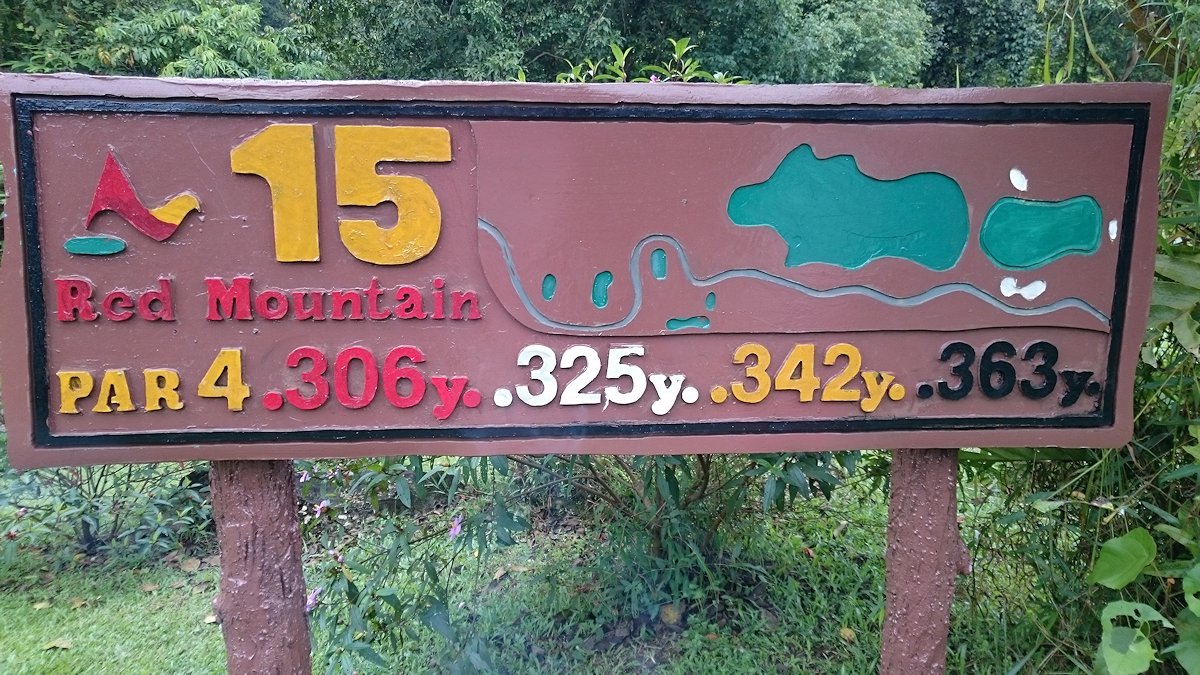 15
Red Mountain
PAR 4 .306y. .325y. .342y. .363y.